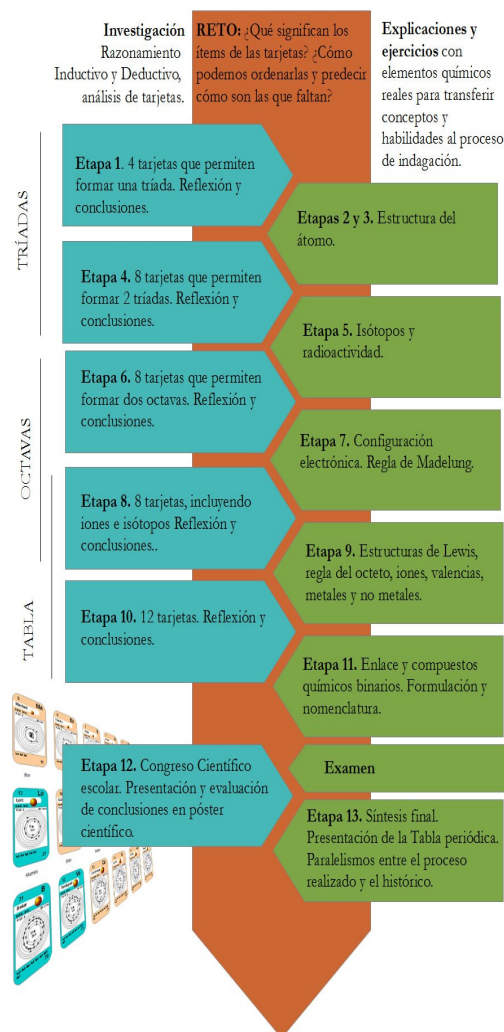 Investigación
Razonamiento
Inductivo y Deductivo,
análisis de tarjetas.
RETO: ¿Qué significan los
ítems de las tarjetas? ¿Cómo
podemos ordenarlas y predecir
cómo son las que faltan?
Explicaciones y
ejercicios con
elementos químicos
reales para transferir
conceptos y
habilidades al proceso
de indagación.
TRÍADAS
Etapa 1. 4 tarjetas que permiten
formar una tríada. Reflexión y
conclusiones.
Etapas 2 y 3. Estructura del
átomo.
Etapa 4. 8 tarjetas que permiten
formar 2 tríadas. Reflexión y
conclusiones.
Etapa 5. Isótopos y
radioactividad.
OCTAVAS
Etapa 6. 8 tarjetas que permiten
formar dos octavas. Reflexión y
conclusiones.
Etapa 7. Configuración
electrónica. Regla de Madelung.
Etapa 8. 8 tarjetas, incluyendo
iones e isótopos Reflexión y
conclusiones..
Etapa 9. Estructuras de Lewis,
regla del octeto, iones, valencias,
metales y no metales.
TABLA
Etapa 10. 12 tarjetas. Reflexión y
conclusiones.
Etapa 11. Enlace y compuestos
químicos binarios. Formulación y
nomenclatura.
Etapa 12. Congreso Científico
escolar. Presentación y evaluación
de conclusiones en póster
científico.
Examen
Etapa 13. Síntesis final.
Presentación de la Tabla periódica.
Paralelismos entre el proceso
realizado y el histórico.